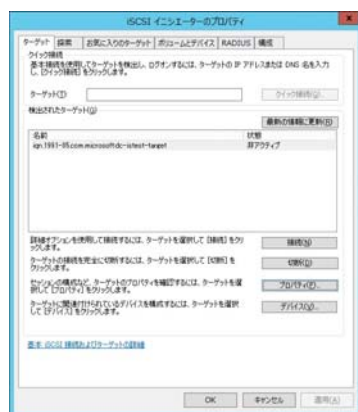 iSCSI イニシエーターのプロパティ
ターゲット 探索 お気に入りのターゲット ボリュームとデバイス RADIUS 構成
クイック接続
基本接続を使用してターゲットを検出し、ログオンするには、ターゲットの IP アドレスまたは DNS 名を入力
し、[クイック接続] をクリックします。
ターゲット(T): クイック接続(Q)...
検出されたターゲット(G)
最新の情報に更新(R)
名前 状態
iqn.1991-05.com.microsoft:dc-istest-target 非アクティブ
詳細オプションを使用して接続するには、ターゲットを選択して [接続] をクリ
ックします。
接続(N)
ターゲットの接続を完全に切断するには、ターゲットを選択して [切断] を
クリックします。
切断(D)
セッションの構成など、ターゲットのプロパティを確認するには、ターゲットを選
択して [プロパティ] をクリックします。
プロパティ(P)...
ターゲットに関連付けられているデバイスを構成するには、ターゲットを選択
して [デバイス] をクリックします。
デバイス(V)...
基本 iSCSI 接続およびターゲットの詳細
OK キャンセル 適用(A)